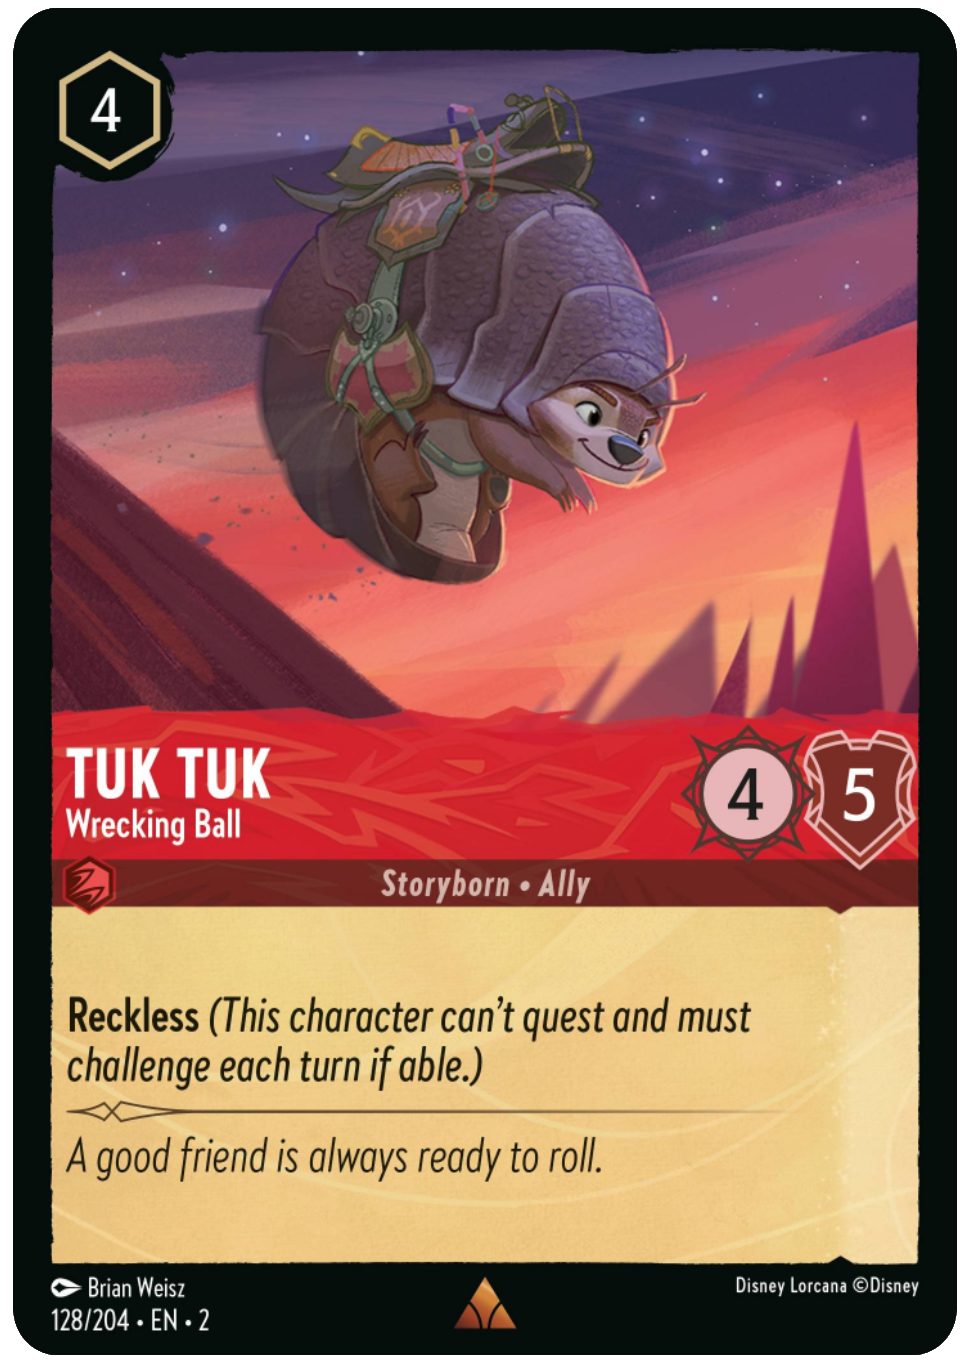 4
TUK TUK
Wrecking Ball
4
5
Storyborn • Ally
Reckless (This character can't quest and must
challenge each turn if able.)
A good friend is always ready to roll.
Brian Weisz
128/204 • EN • 2
Disney Lorcana ©Disney